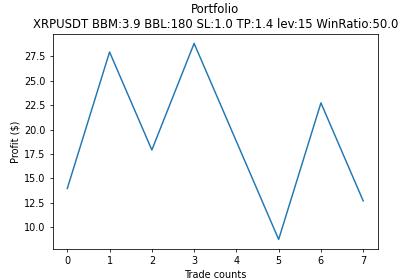 Portfolio
XRPUSDT BBM:3.9 BBL:180 SL:1.0 TP:1.4 lev:15 WinRatio:50.0
27.5
25.0
22.5
20.0
17.5
15.0
12.5
10.0
Profit ($)
0 1 2 3 4 5 6 7
Trade counts